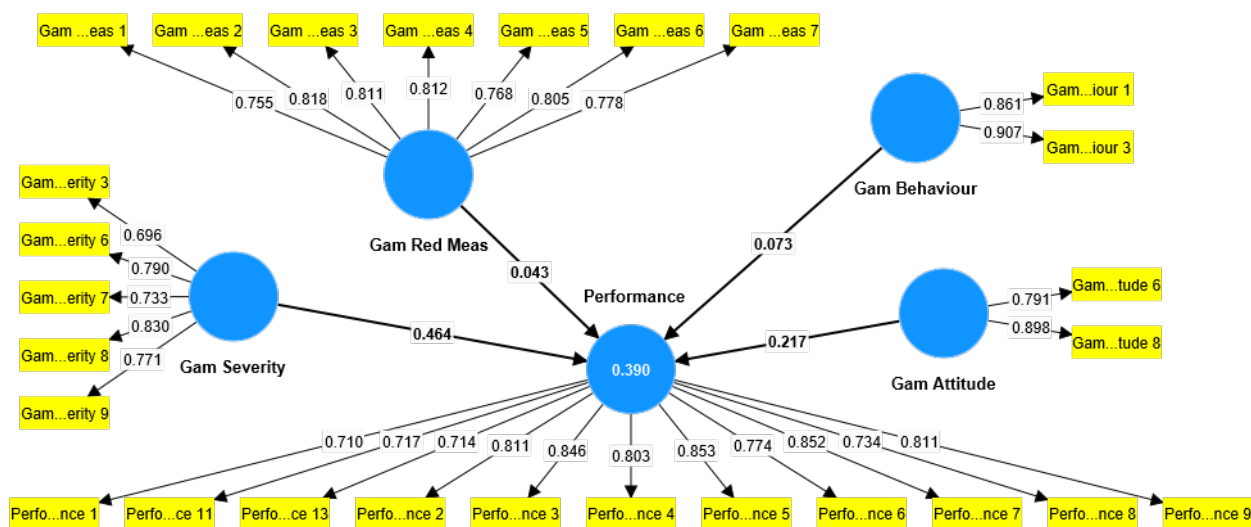 Gam ...eas 1
Gam ...eas 2
Gam ...eas 3
Gam ...eas 4
Gam ...eas 5
Gam ...eas 6
Gam ...eas 7
0.755
0.818
0.811
0.812
0.768
0.805
0.778
Gam Red Meas
Gam...iour 1
Gam...iour 3
0.861
0.907
Gam Behaviour
Gam...erity 3
Gam...erity 6
Gam...erity 7
Gam...erity 8
Gam...erity 9
0.696
0.790
0.733
0.830
0.771
Gam Severity
0.043
0.073
0.464
0.217
Gam...tude 6
Gam...tude 8
0.791
0.898
Gam Attitude
Performance
0.390
0.710
0.717
0.714
0.811
0.846
0.803
0.853
0.774
0.852
0.734
0.811
Perfo...nce 1
Perfo...ce 11
Perfo...ce 13
Perfo...nce 2
Perfo...nce 3
Perfo...nce 4
Perfo...nce 5
Perfo...nce 6
Perfo...nce 7
Perfo...nce 8
Perfo...nce 9